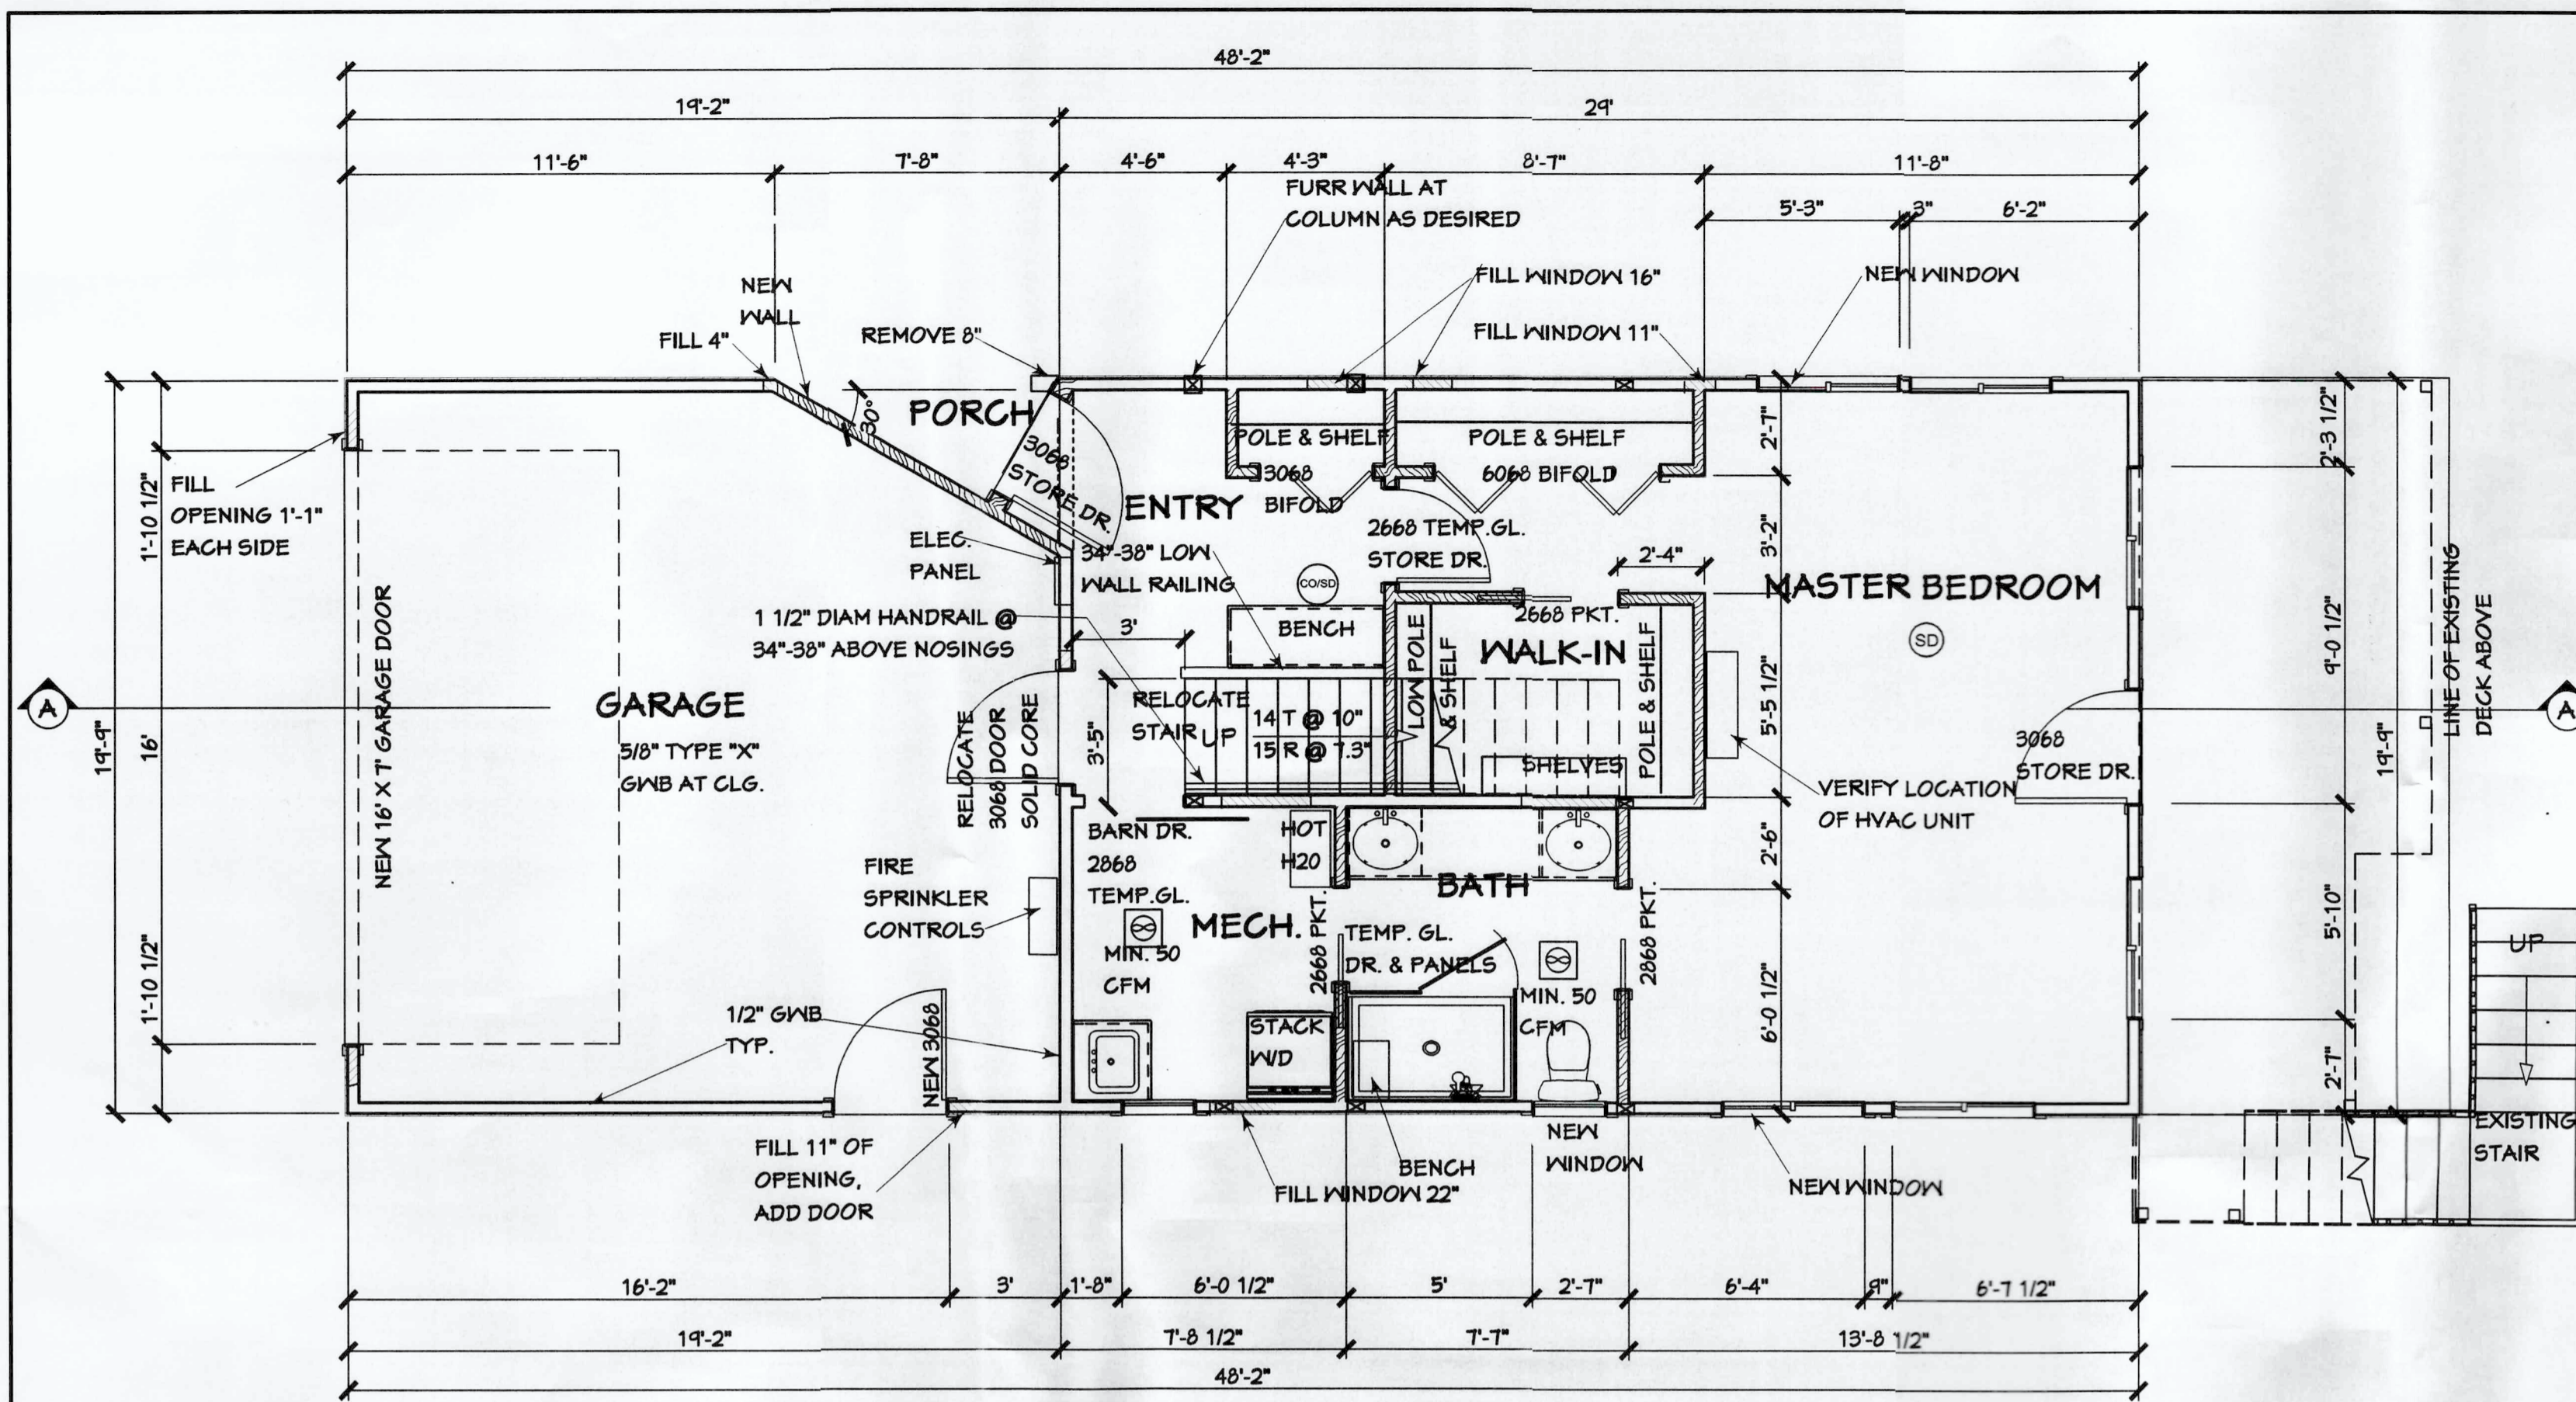 48'-2"
19'-2"
29'
11'-6"
7'-8"
4'-6"
4'-3"
8'-7"
11'-8"
FURR WALL AT
COLUMN AS DESIRED
5'-3"
3"
6'-2"
NEW
WALL
FILL 4"
REMOVE 8"
FILL WINDOW 16"
FILL WINDOW 11"
NEW WINDOW
30°
PORCH
3068
STORE DR.
POLE & SHELF
3068
BIFOLD
POLE & SHELF
6068 BIFOLD
2'-7"
2'-3 1/2"
FILL
OPENING 1'-1"
EACH SIDE
1'-10 1/2"
ENTRY
ELEC.
PANEL
34"-38" LOW
WALL RAILING
CO/SD
2668 TEMP.GL.
STORE DR.
2'-4"
3'-2"
MASTER BEDROOM
SD
1 1/2" DIAM HANDRAIL @
34"-38" ABOVE NOSINGS
3'
BENCH
2668 PKT.
WALK-IN
LOW POLE
& SHELF
POLE & SHELF
SHELVES
5'-5 1/2"
9'-0 1/2"
LINE OF EXISTING
DECK ABOVE
A
A
19'-9"
16'
NEW 16' X 7' GARAGE DOOR
GARAGE
5/8" TYPE "X"
GWB AT CLG.
RELOCATE
3068 DOOR
SOLID CORE
3'-5"
RELOCATE
STAIR
UP
14 T @ 10"
15 R @ 7.3"
3068
STORE DR.
19'-9"
VERIFY LOCATION
OF HVAC UNIT
BARN DR.
2868
TEMP.GL.
HOT
H20
FIRE
SPRINKLER
CONTROLS
MECH.
MIN. 50
CFM
2668 PKT.
BATH
TEMP. GL.
DR. & PANELS
MIN. 50
CFM
2868 PKT.
2'-6"
6'-0 1/2"
5'-10"
2'-7"
UP
1'-10 1/2"
1/2" GWB
TYP.
NEW 3068
STACK
W/D
EXISTING
STAIR
FILL 11" OF
OPENING,
ADD DOOR
BENCH
FILL WINDOW 22"
NEW
WINDOW
NEW WINDOW
16'-2"
3'
1'-8"
6'-0 1/2"
5'
2'-7"
6'-4"
9"
6'-7 1/2"
19'-2"
7'-8 1/2"
7'-7"
13'-8 1/2"
48'-2"